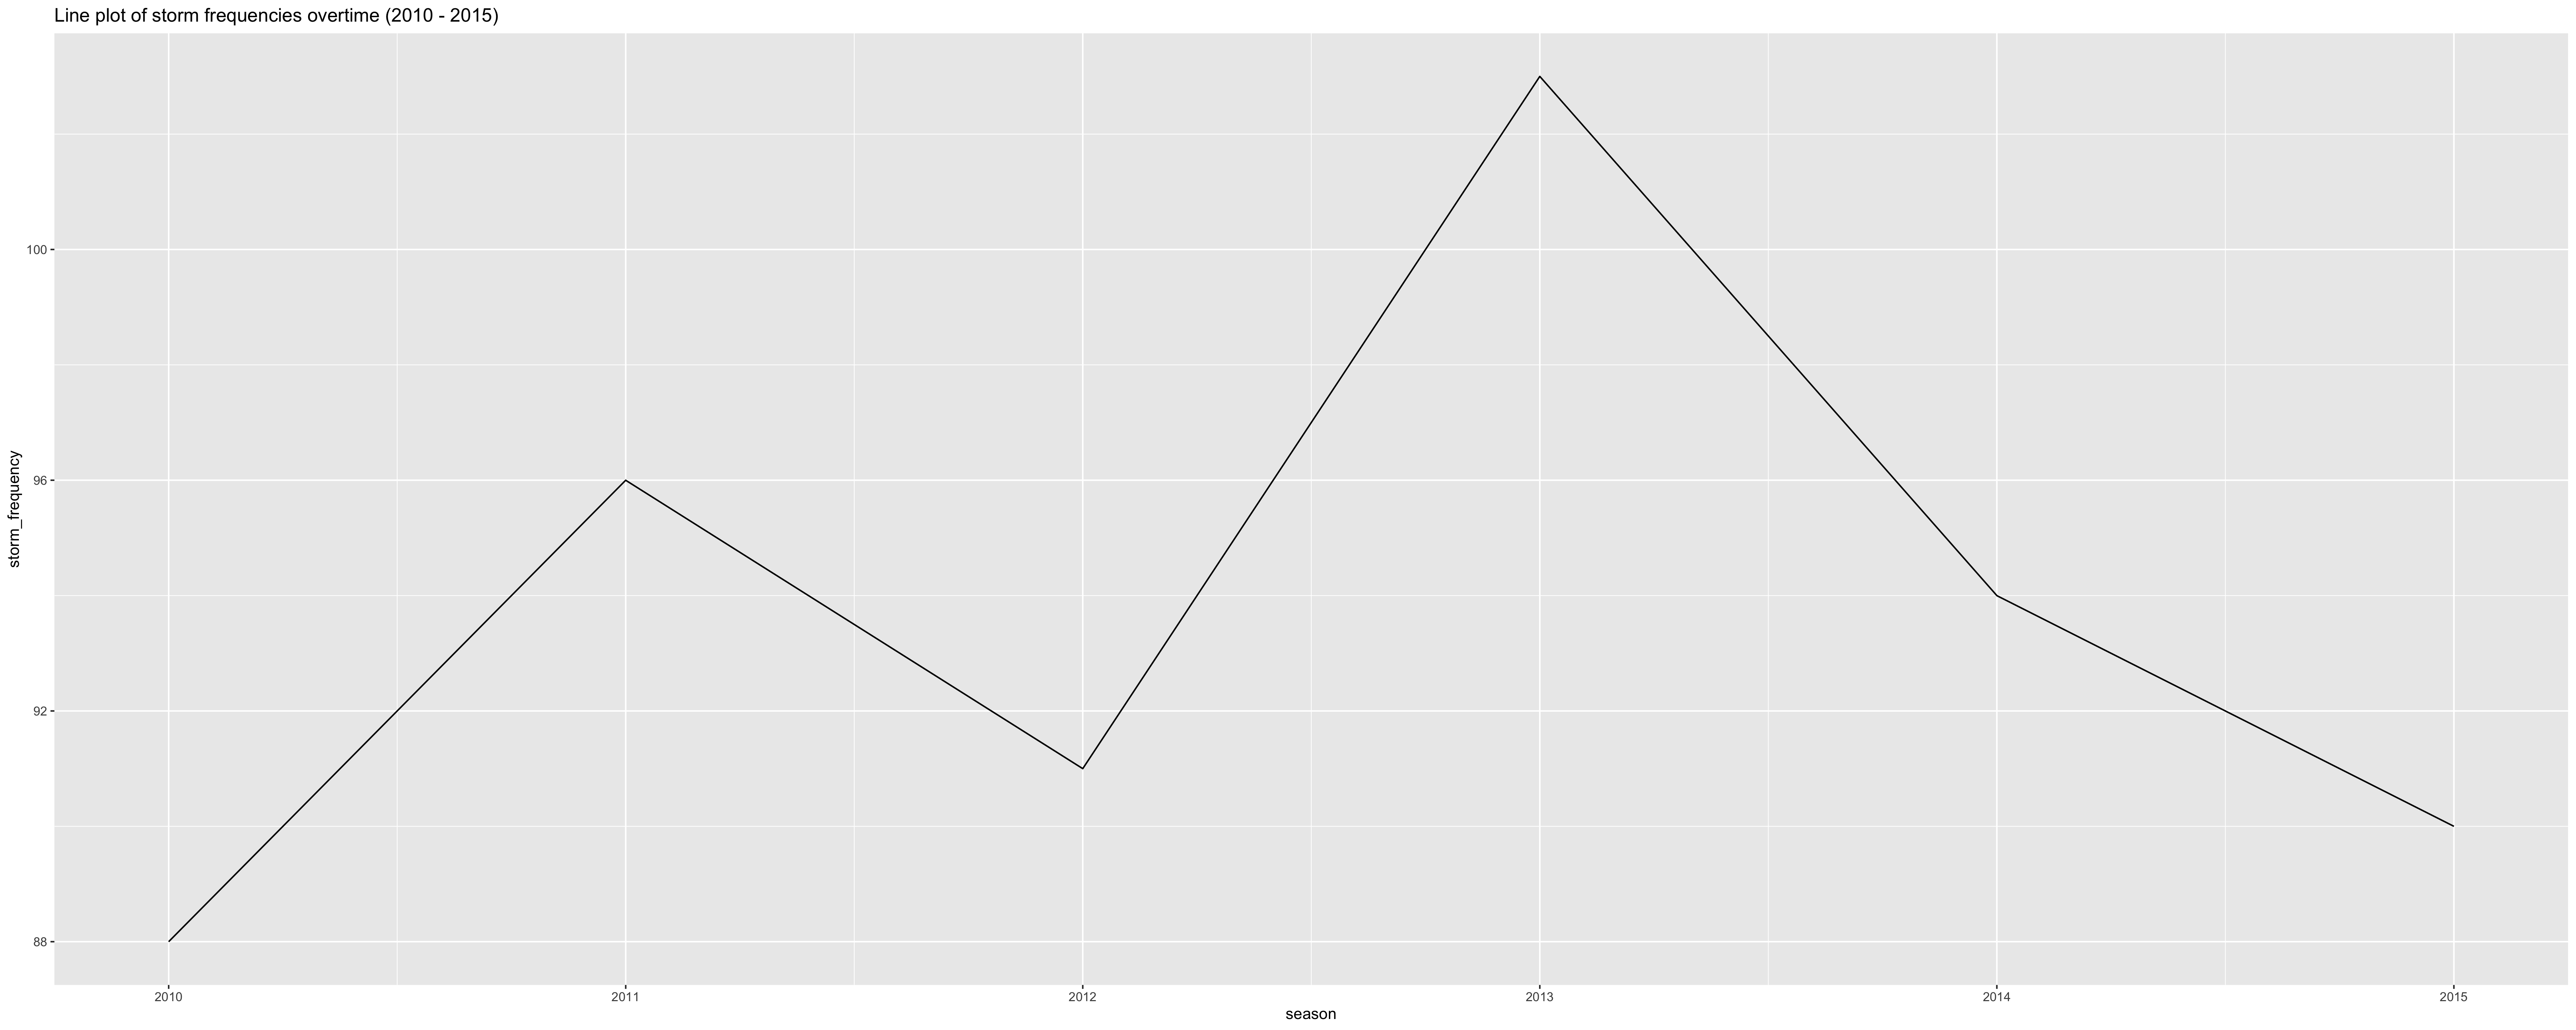 Line plot of storm frequencies overtime (2010 - 2015)
storm_frequency
100
96
92
88
2010 2011 2012 2013 2014 2015
season